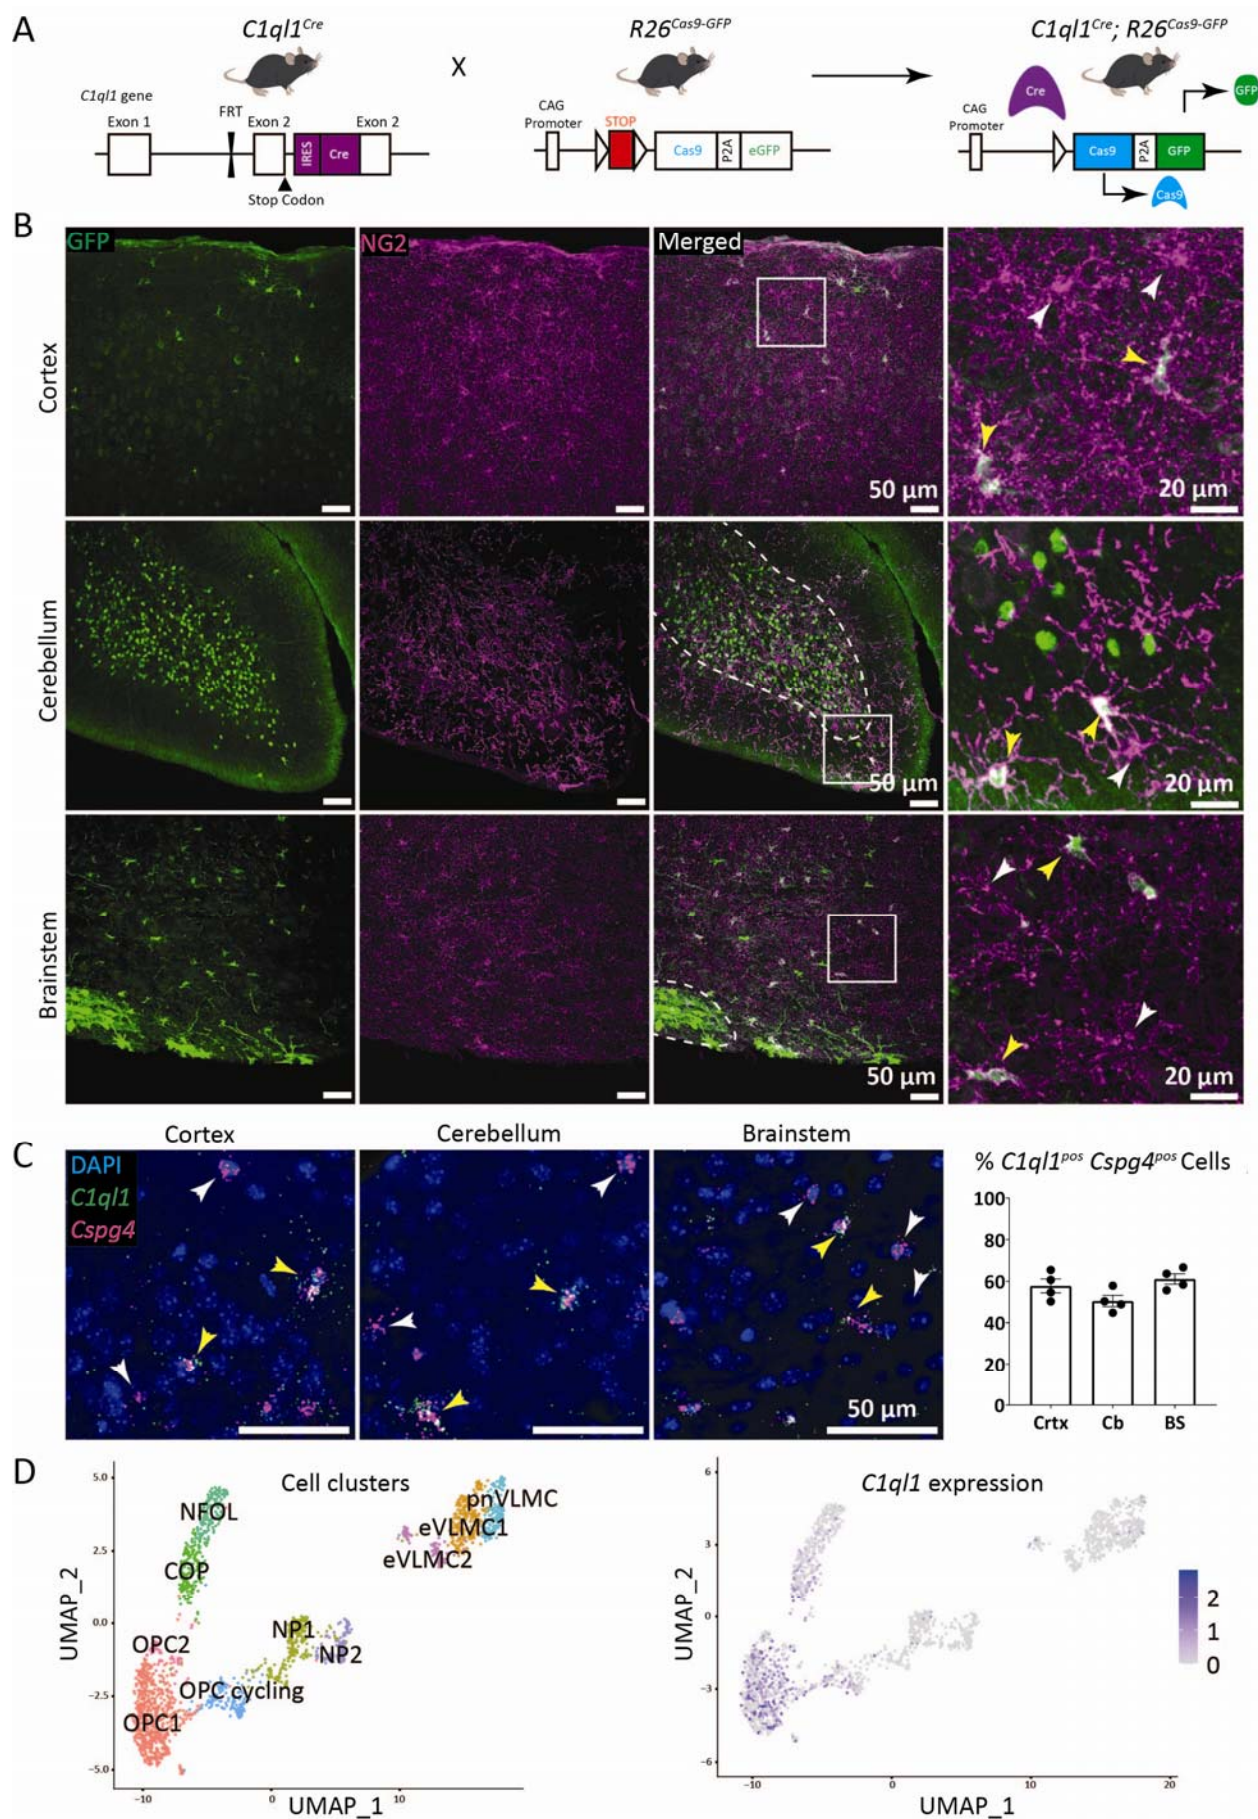 A
C1ql1Cre
X
R26Cas9-GFP
C1ql1Cre; R26Cas9-GFP
C1ql1 gene
Exon 1
FRT
Exon 2
Exon 2
IRES
Cre
Stop Codon
CAG
Promoter
STOP
Cas9
P2A
eGFP
Cre
CAG
Promoter
Cas9
P2A
GFP
GFP
Cas9
B
GFP
NG2
Merged
Cortex
50 µm
20 µm
Cerebellum
50 µm
20 µm
Brainstem
50 µm
20 µm
C
Cortex
Cerebellum
Brainstem
DAPI
C1ql1
Cspg4
50 µm
% C1ql1pos Cspg4pos Cells
100
80
60
40
20
0
Crtx
Cb
BS
D
Cell clusters
NFOL
COP
OPC2
OPC1
OPC cycling
NP1
NP2
pnVLMC
eVLMC1
eVLMC2
UMAP_2
5.0
2.5
0.0
−2.5
−5.0
−10
0
10
UMAP_1
C1ql1 expression
UMAP_2
6
3
0
−3
−6
−10
0
10
20
UMAP_1
2
1
0